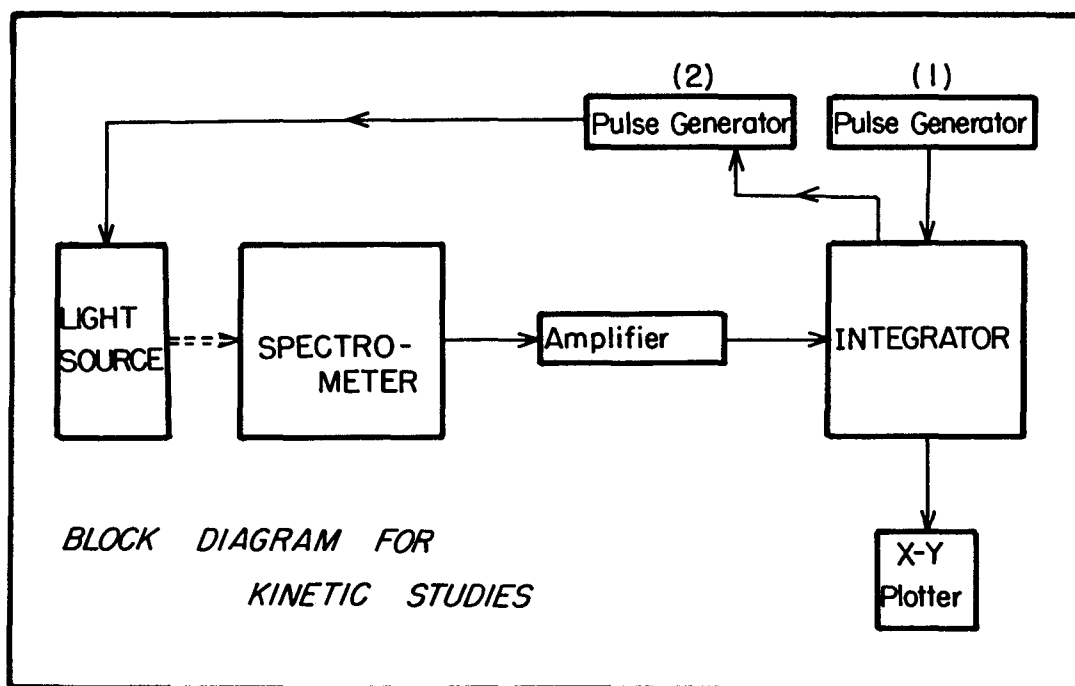 (2)
(1)
Pulse Generator
Pulse Generator
LIGHT
SOURCE
SPECTRO-
METER
Amplifier
INTEGRATOR
X-Y
Plotter
BLOCK DIAGRAM FOR
KINETIC STUDIES